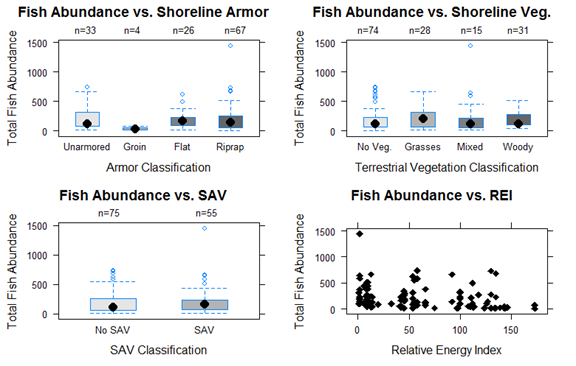 Fish Abundance vs. Shoreline Armor
n=33 n=4 n=26 n=67
Total Fish Abundance
1500
1000
500
0
Unarmored Groin Flat Riprap
Armor Classification
Fish Abundance vs. Shoreline Veg.
n=74 n=28 n=15 n=31
Total Fish Abundance
1500
1000
500
0
No Veg. Grasses Mixed Woody
Terrestrial Vegetation Classification
Fish Abundance vs. SAV
n=75 n=55
Total Fish Abundance
1500
1000
500
0
No SAV SAV
SAV Classification
Fish Abundance vs. REI
Total Fish Abundance
1500
1000
500
0
0 50 100 150
Relative Energy Index